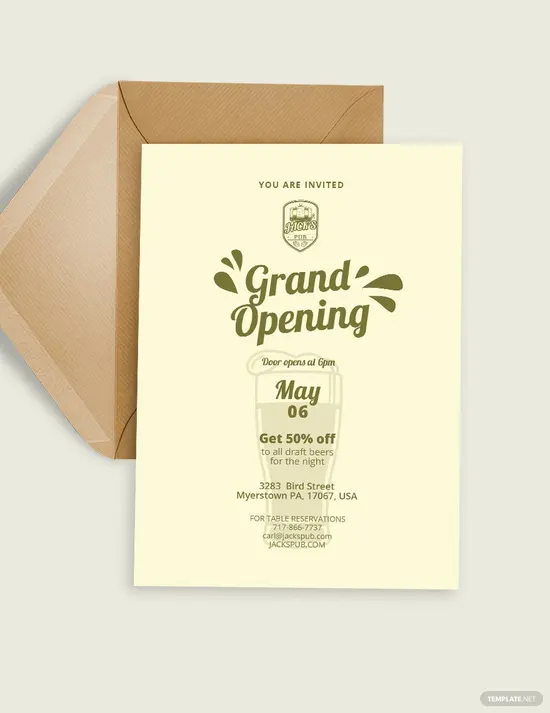 YOU ARE INVITED
JACK'S
PUB
Grand
Opening
Door opens at 6pm
May
06
Get 50% off
to all draft beers
for the night
3283 Bird Street
Myerstown PA, 17067, USA
FOR TABLE RESERVATIONS
717-866-7737
carl@jackspub.com
JACKSPUB.COM
TEMPLATE.NET